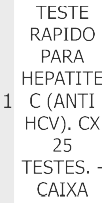 TESTE
RAPIDO
PARA
HEPATITE
1 C (ANTI
HCV). CX
25
TESTES. -
CAIXA